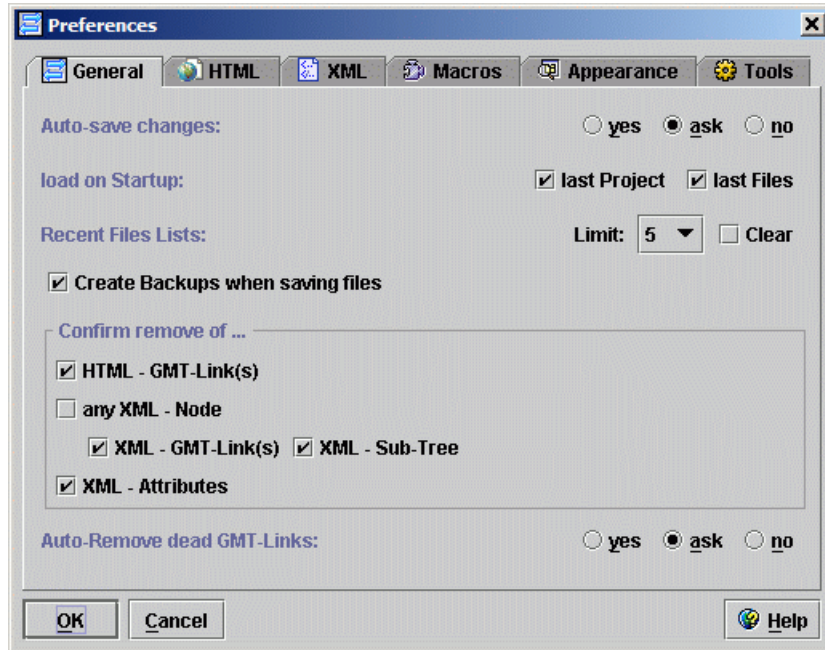 Preferences
General HTML XML Macros Appearance Tools
Auto-save changes: yes ask no
load on Startup: last Project last Files
Recent Files Lists: Limit: 5 Clear
Create Backups when saving files
Confirm remove of ...
HTML - GMT-Link(s)
any XML - Node
XML - GMT-Link(s) XML - Sub-Tree
XML - Attributes
Auto-Remove dead GMT-Links: yes ask no
OK Cancel Help